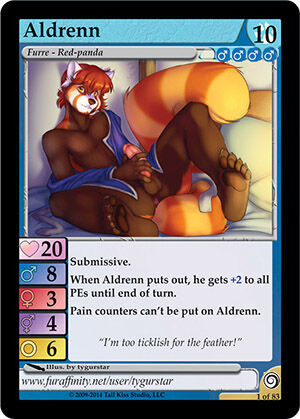 Aldrenn
10
Furre - Red-panda
20
8
3
4
6
Submissive.
When Aldrenn puts out, he gets +2 to all
PEs until end of turn.
Pain counters can't be put on Aldrenn.
"I'm too ticklish for the feather!"
Illus. by tygurstar
www.furaffinity.net/user/tygurstar
1 of 83
© 2009-2014 Tail Kiss Studio, LLC